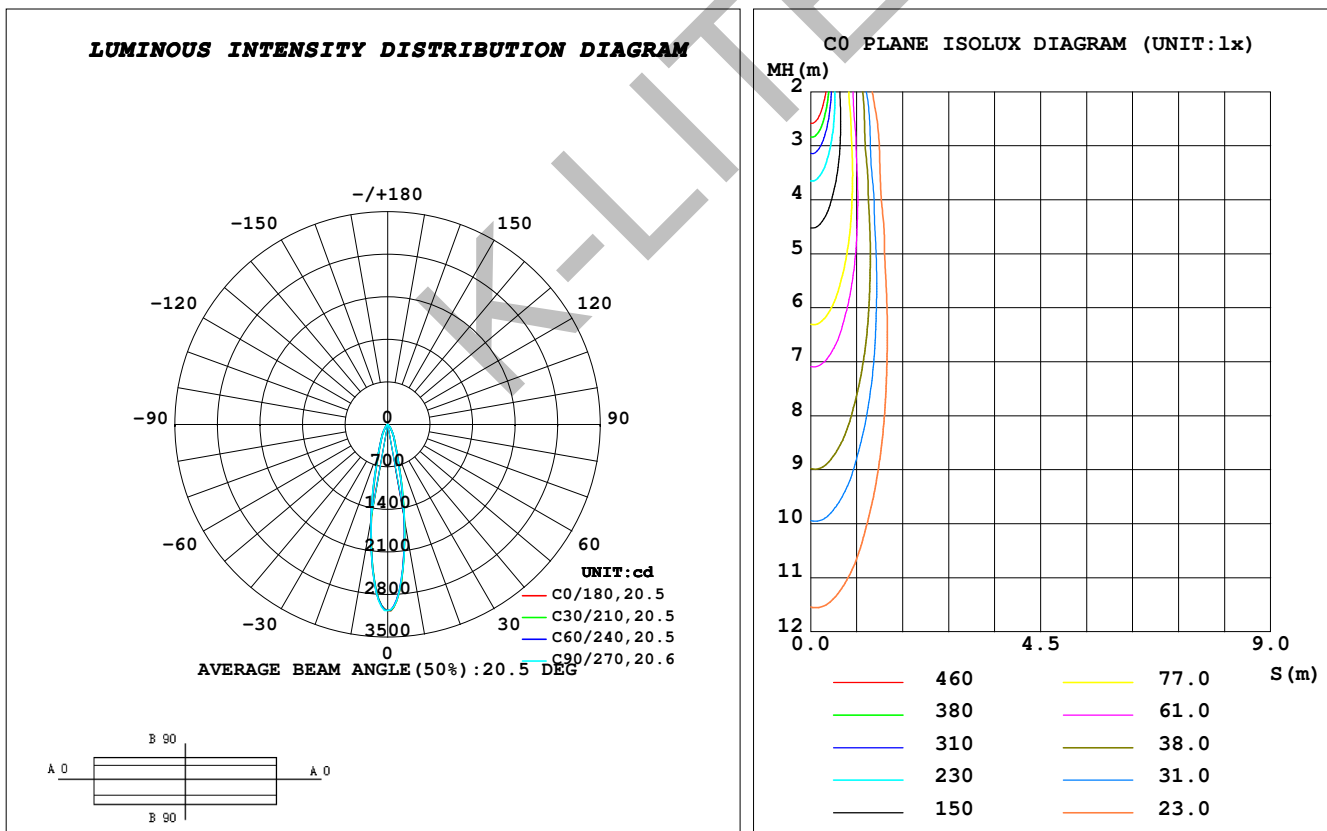 LUMINOUS INTENSITY DISTRIBUTION DIAGRAM
-/+180
-150
150
-120
120
-90
90
-60
60
-30
30
0
0
700
1400
2100
2800
3500
UNIT:cd
C0/180,20.5
C30/210,20.5
C60/240,20.5
C90/270,20.6
AVERAGE BEAM ANGLE(50%):20.5 DEG
B 90
A 0
A 0
B 90
K-LITE
C0 PLANE ISOLUX DIAGRAM (UNIT:lx)
MH(m)
2
3
4
5
6
7
8
9
10
11
12
0.0
4.5
9.0
S(m)
460
77.0
380
61.0
310
38.0
230
31.0
150
23.0